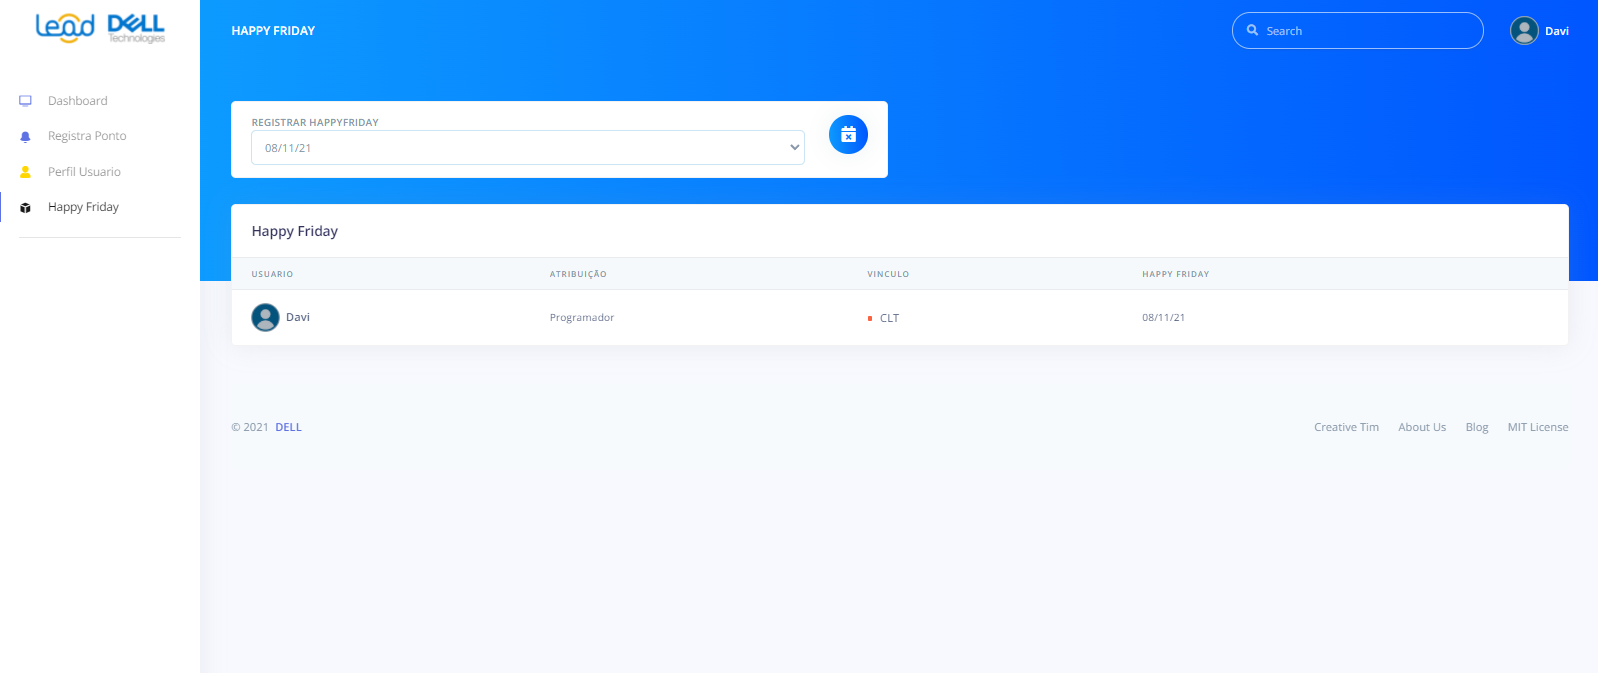 Lead DELL Technologies
HAPPY FRIDAY
Search
Davi
Dashboard
Registra Ponto
Perfil Usuario
Happy Friday
REGISTRAR HAPPYFRIDAY
08/11/21
Happy Friday
USUARIO ATRIBUIÇÃO VINCULO HAPPY FRIDAY
Davi Programador CLT 08/11/21
© 2021 DELL
Creative Tim About Us Blog MIT License